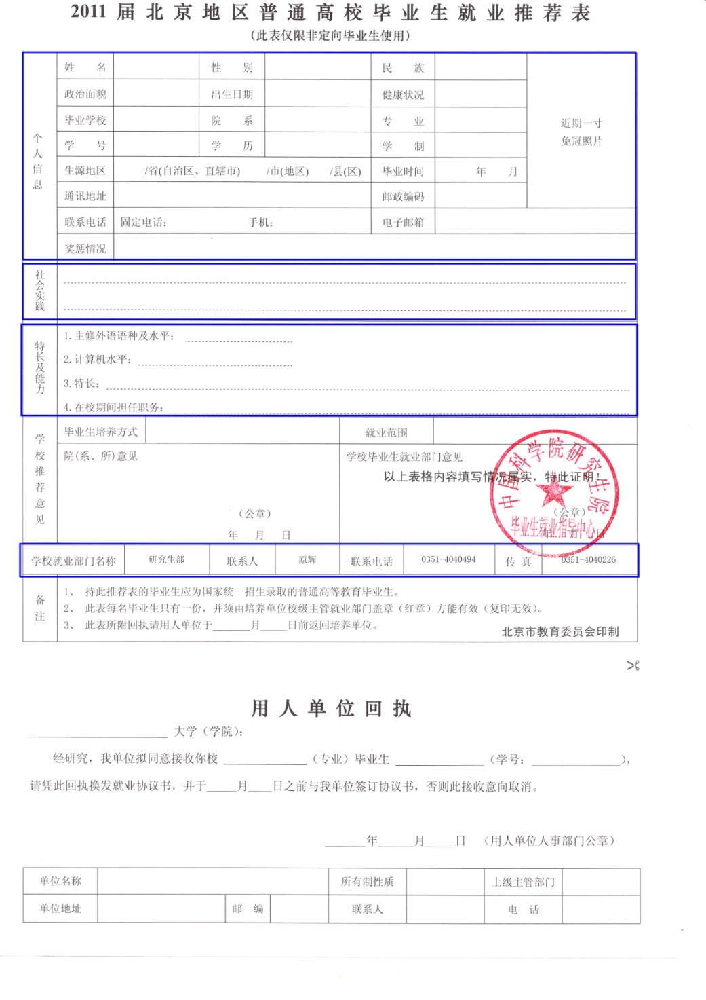 2011 届北京地区普通高校毕业生就业推荐表
(此表仅限非定向毕业生使用)
个人信息
姓 名 性 别 民 族
政治面貌 出生日期 健康状况
毕业学校 院 系 专 业
近期一寸
免冠照片
学 号 学 历 学 制
生源地区 /省(自治区、直辖市) /市(地区) /县(区) 毕业时间 年 月
通讯地址 邮政编码
联系电话 固定电话: 手机: 电子邮箱
奖惩情况
社会实践
特长及能力
1.主修外语语种及水平:
2.计算机水平:
3.特长:
4.在校期间担任职务:
学校推荐意见
毕业生培养方式 就业范围
院(系、所)意见 学校毕业生就业部门意见
以上表格内容填写情况属实，特此证明！
中国科学院研究生院
毕业生就业指导中心
(公章) (公章)
年 月 日 年 月 日
学校就业部门名称 研究生部 联系人 原辉 联系电话 0351-4040494 传 真 0351-4040226
备注
1、 持此推荐表的毕业生应为国家统一招生录取的普通高等教育毕业生。
2、 此表每名毕业生只有一份，并须由培养单位校级主管就业部门盖章（红章）方能有效（复印无效）。
3、 此表所附回执请用人单位于______月_____日前返回培养单位。
北京市教育委员会印制
用人单位回执
____________________ 大学（学院）:
经研究，我单位拟同意接收你校 ____________（专业）毕业生 _____________（学号: _____________），
请凭此回执换发就业协议书，并于_____月____日之前与我单位签订协议书，否则此接收意向取消。
______年_____月____日 （用人单位人事部门公章）
单位名称 所有制性质 上级主管部门
单位地址 邮 编 联系人 电 话